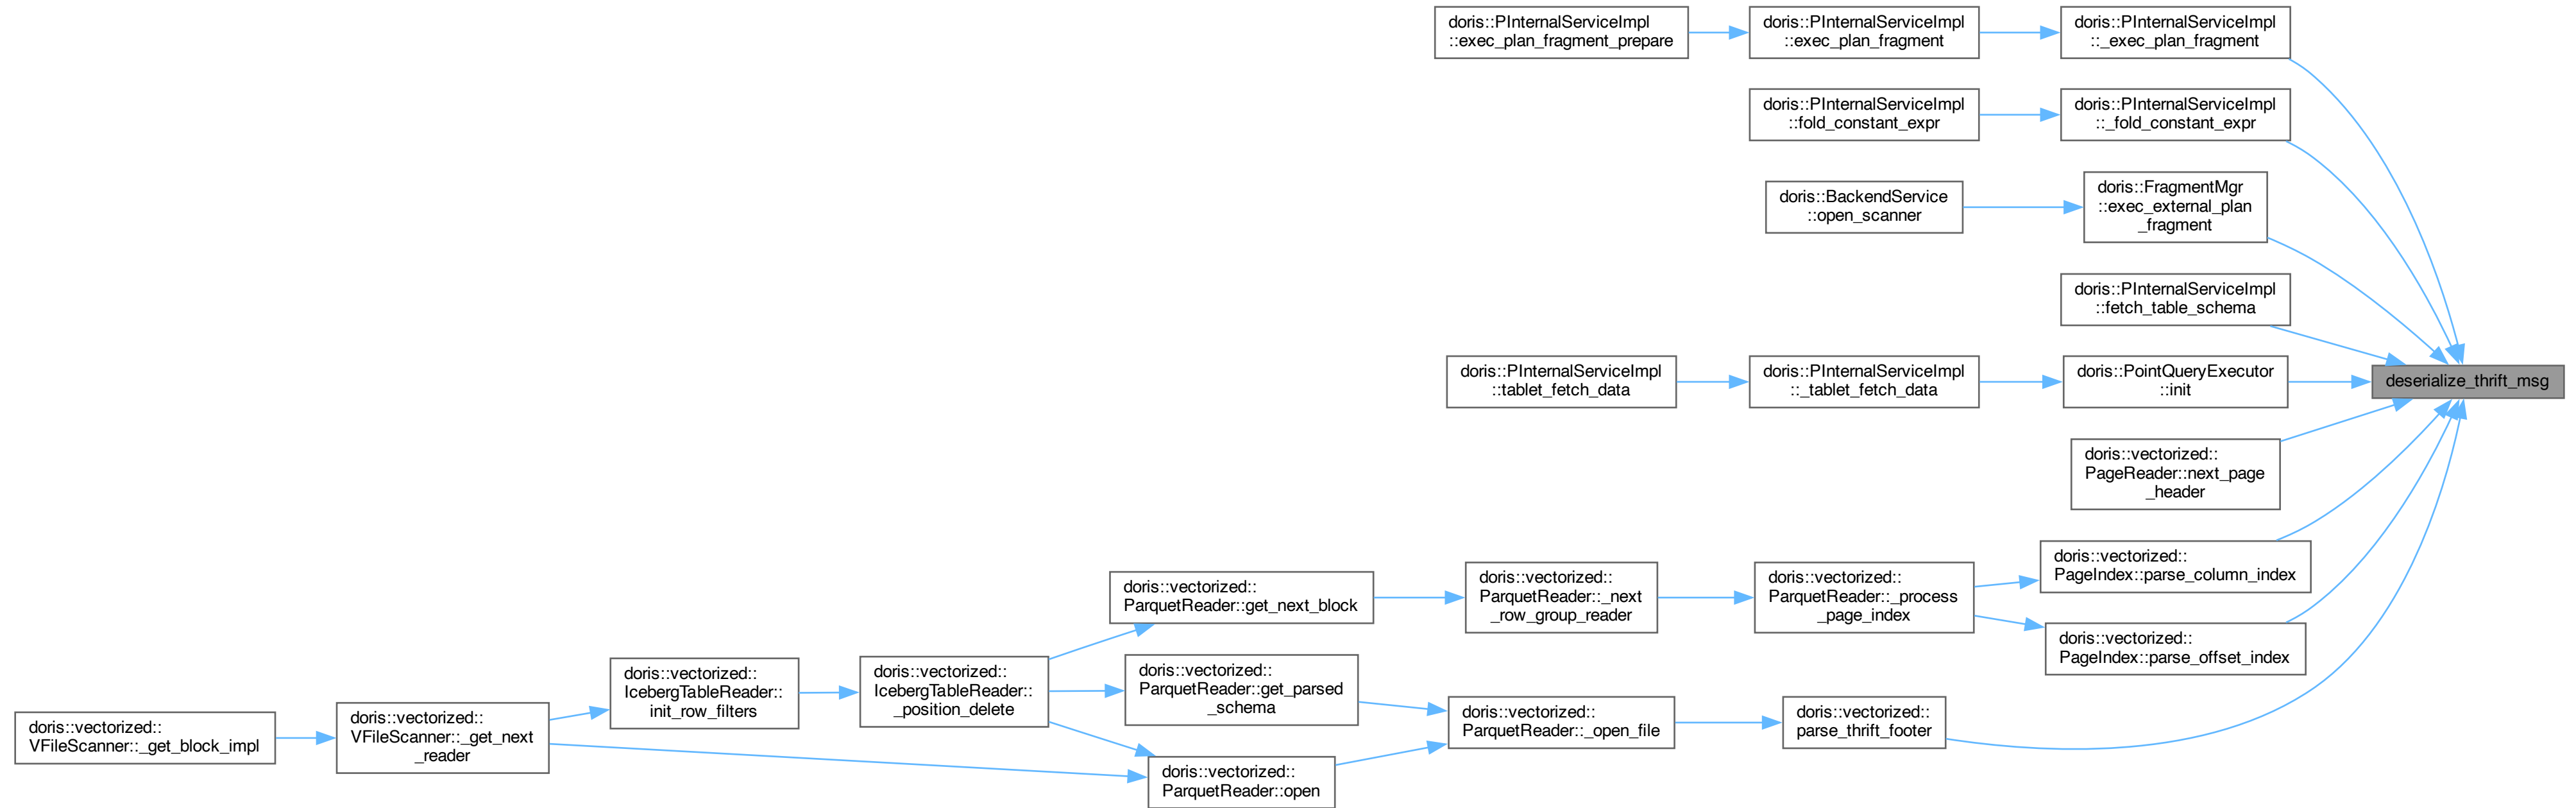 doris::PInternalServiceImpl
::exec_plan_fragment_prepare
doris::PInternalServiceImpl
::exec_plan_fragment
doris::PInternalServiceImpl
::_exec_plan_fragment
doris::PInternalServiceImpl
::fold_constant_expr
doris::PInternalServiceImpl
::_fold_constant_expr
doris::BackendService
::open_scanner
doris::FragmentMgr
::exec_external_plan
_fragment
doris::PInternalServiceImpl
::fetch_table_schema
doris::PInternalServiceImpl
::tablet_fetch_data
doris::PInternalServiceImpl
::_tablet_fetch_data
doris::PointQueryExecutor
::init
deserialize_thrift_msg
doris::vectorized::
PageReader::next_page
_header
doris::vectorized::
PageIndex::parse_column_index
doris::vectorized::
ParquetReader::get_next_block
doris::vectorized::
ParquetReader::_next
_row_group_reader
doris::vectorized::
ParquetReader::_process
_page_index
doris::vectorized::
PageIndex::parse_offset_index
doris::vectorized::
IcebergTableReader::
init_row_filters
doris::vectorized::
IcebergTableReader::
_position_delete
doris::vectorized::
ParquetReader::get_parsed
_schema
doris::vectorized::
VFileScanner::_get_block_impl
doris::vectorized::
VFileScanner::_get_next
_reader
doris::vectorized::
ParquetReader::_open_file
doris::vectorized::
parse_thrift_footer
doris::vectorized::
ParquetReader::open